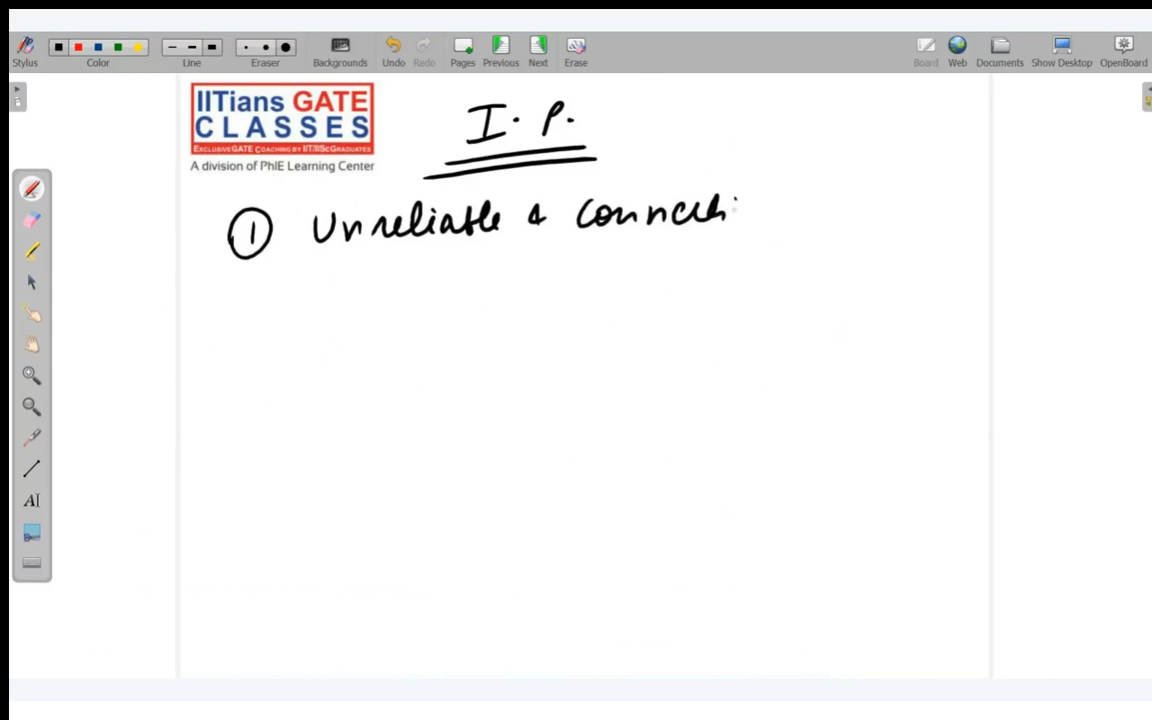 Stylus
Color
Line
Eraser
Backgrounds
Undo
Redo
Pages
Previous
Next
Erase
Board
Web
Documents
Show Desktop
OpenBoard
IITians GATE
CLASSES
EXCLUSIVE GATE COACHING BY IIT/IISc GRADUATES
A division of PhIE Learning Center
I. P.
① Unreliable & connecti
AI